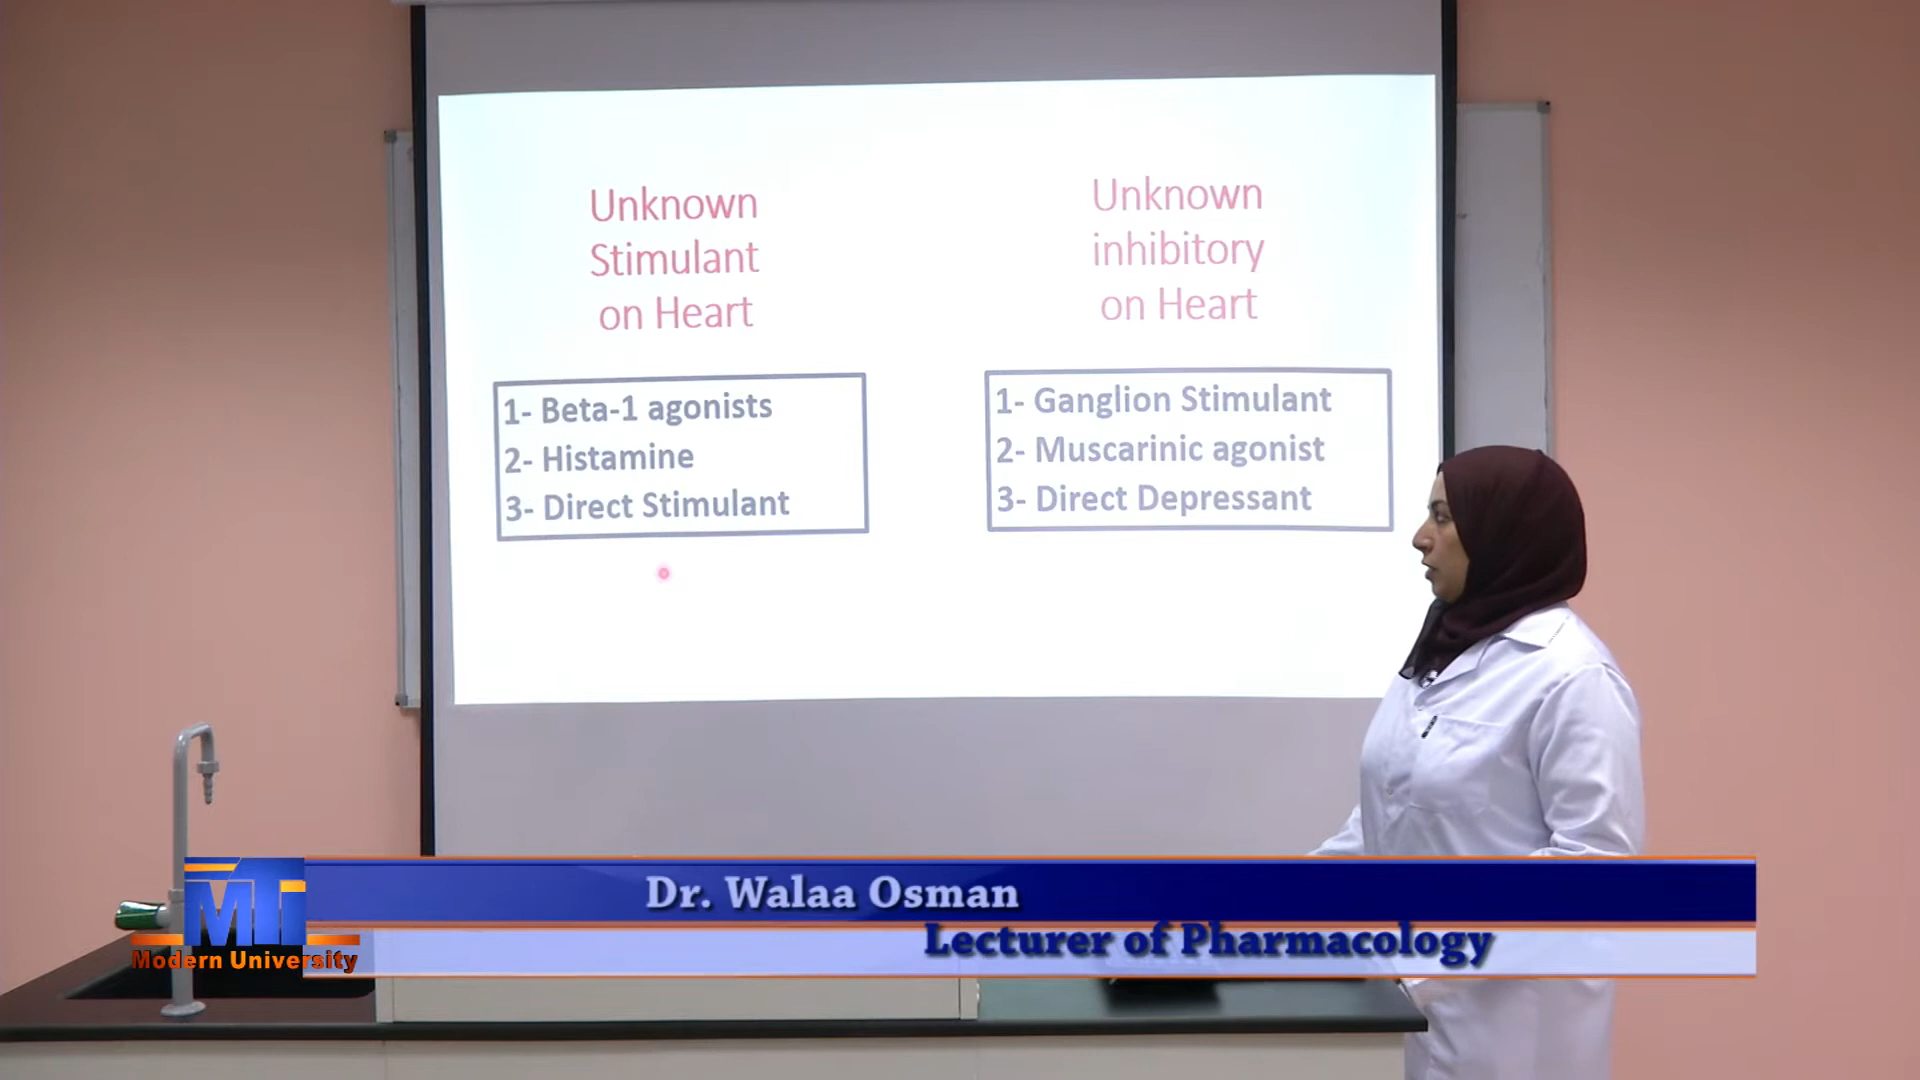 Unknown
Stimulant
on Heart
1- Beta-1 agonists
2- Histamine
3- Direct Stimulant
Unknown
inhibitory
on Heart
1- Ganglion Stimulant
2- Muscarinic agonist
3- Direct Depressant
Dr. Walaa Osman
Lecturer of Pharmacology
MTI
Modern University